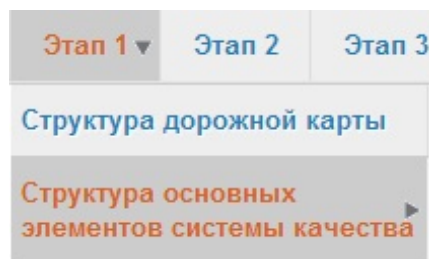 Этап 1 Этап 2 Этап 3
Структура дорожной карты
Структура основных
элементов системы качества